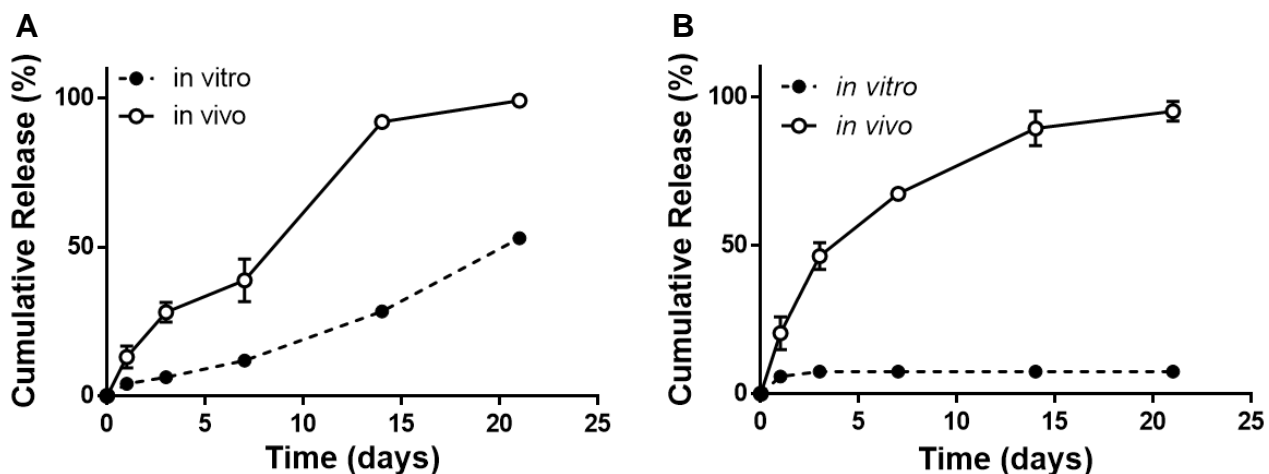 A
Cumulative Release (%)
100
50
0
in vitro
in vivo
0 5 10 15 20 25
Time (days)
B
Cumulative Release (%)
100
50
0
in vitro
in vivo
0 5 10 15 20 25
Time (days)